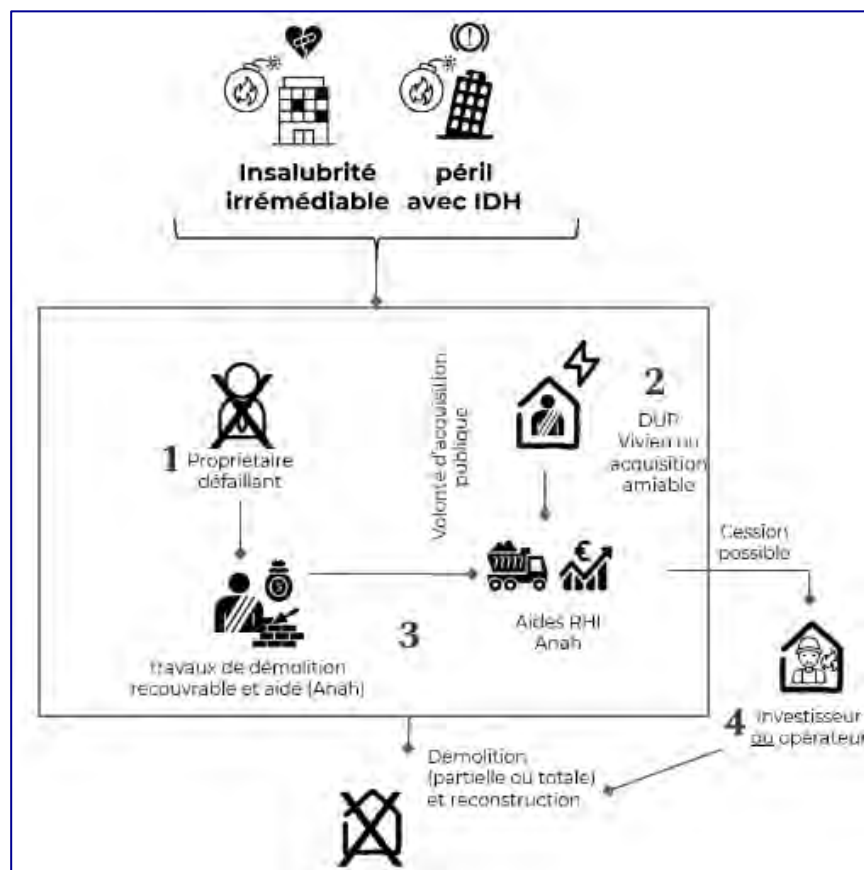 Insalubrité
irrémédiable
péril
avec IDH
Volonté d'acquisition
publique
1 Propriétaire
défaillant
2
DUP
Vivien ou
acquisition
amiable
Cession
possible
Aides RHI
Anah
3
travaux de démolition
recouvrable et aidé (Anah)
4 Investisseur
ou opérateur
Démolition
(partielle ou totale)
et reconstruction